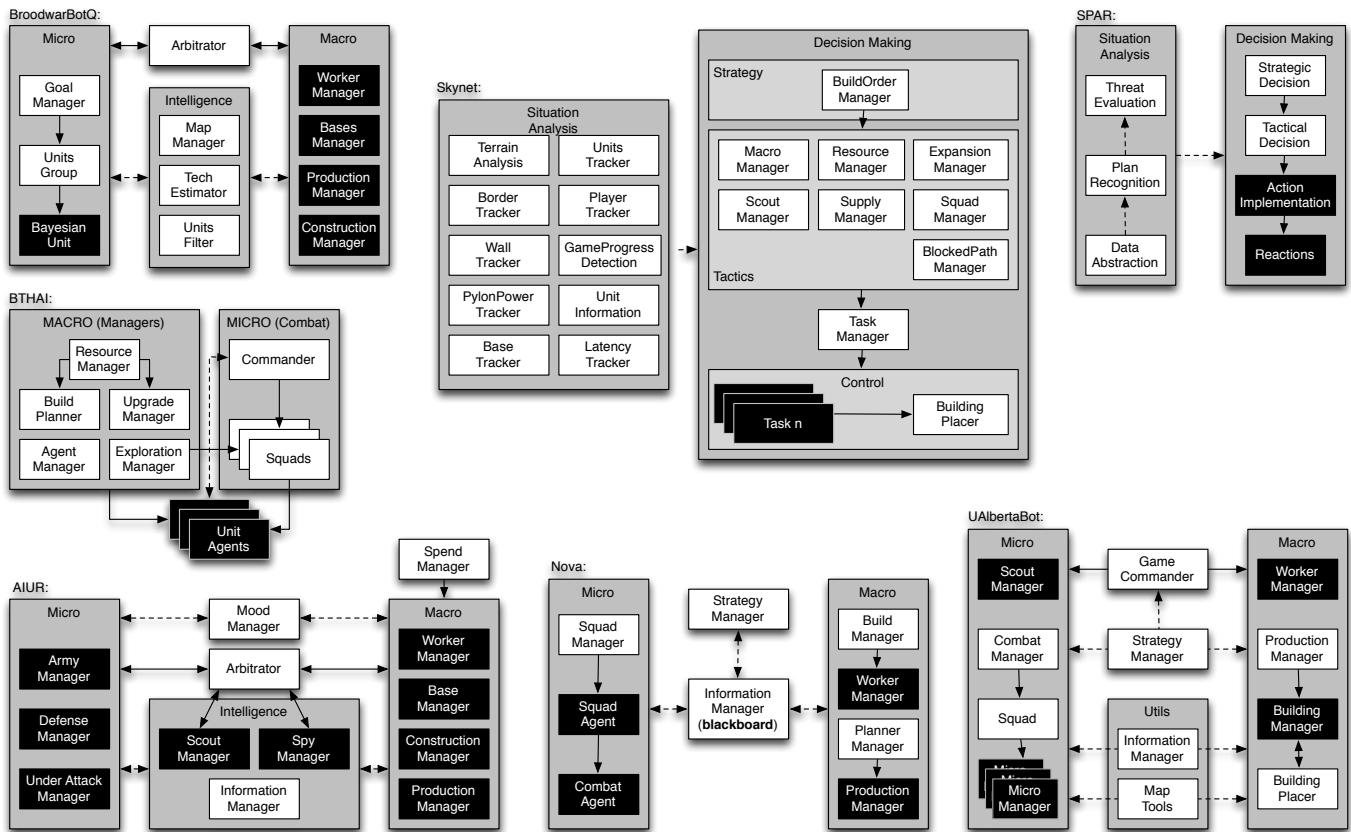 BroodwarBotQ:
Micro
Goal
Manager
Units
Group
Bayesian
Unit
Arbitrator
Intelligence
Map
Manager
Tech
Estimator
Units
Filter
Macro
Worker
Manager
Bases
Manager
Production
Manager
Construction
Manager
Skynet:
Situation
Analysis
Terrain
Analysis
Units
Tracker
Border
Tracker
Player
Tracker
Wall
Tracker
GameProgress
Detection
PylonPower
Tracker
Unit
Information
Base
Tracker
Latency
Tracker
Decision Making
Strategy
BuildOrder
Manager
Macro
Manager
Resource
Manager
Expansion
Manager
Scout
Manager
Supply
Manager
Squad
Manager
BlockedPath
Manager
Tactics
Task
Manager
Control
Task n
Building
Placer
SPAR:
Situation
Analysis
Threat
Evaluation
Plan
Recognition
Data
Abstraction
Decision Making
Strategic
Decision
Tactical
Decision
Action
Implementation
Reactions
BTHAI:
MACRO (Managers)
Resource
Manager
Build
Planner
Upgrade
Manager
Agent
Manager
Exploration
Manager
MICRO (Combat)
Commander
Squads
Unit
Agents
AIUR:
Micro
Army
Manager
Defense
Manager
Under Attack
Manager
Mood
Manager
Arbitrator
Intelligence
Scout
Manager
Spy
Manager
Information
Manager
Spend
Manager
Macro
Worker
Manager
Base
Manager
Construction
Manager
Production
Manager
Nova:
Micro
Squad
Manager
Squad
Agent
Combat
Agent
Strategy
Manager
Information
Manager
(blackboard)
Macro
Build
Manager
Worker
Manager
Planner
Manager
Production
Manager
UAlbertaBot:
Micro
Scout
Manager
Combat
Manager
Squad
Micro
Micro
Micro
Manager
Game
Commander
Strategy
Manager
Utils
Information
Manager
Map
Tools
Macro
Worker
Manager
Production
Manager
Building
Manager
Building
Placer